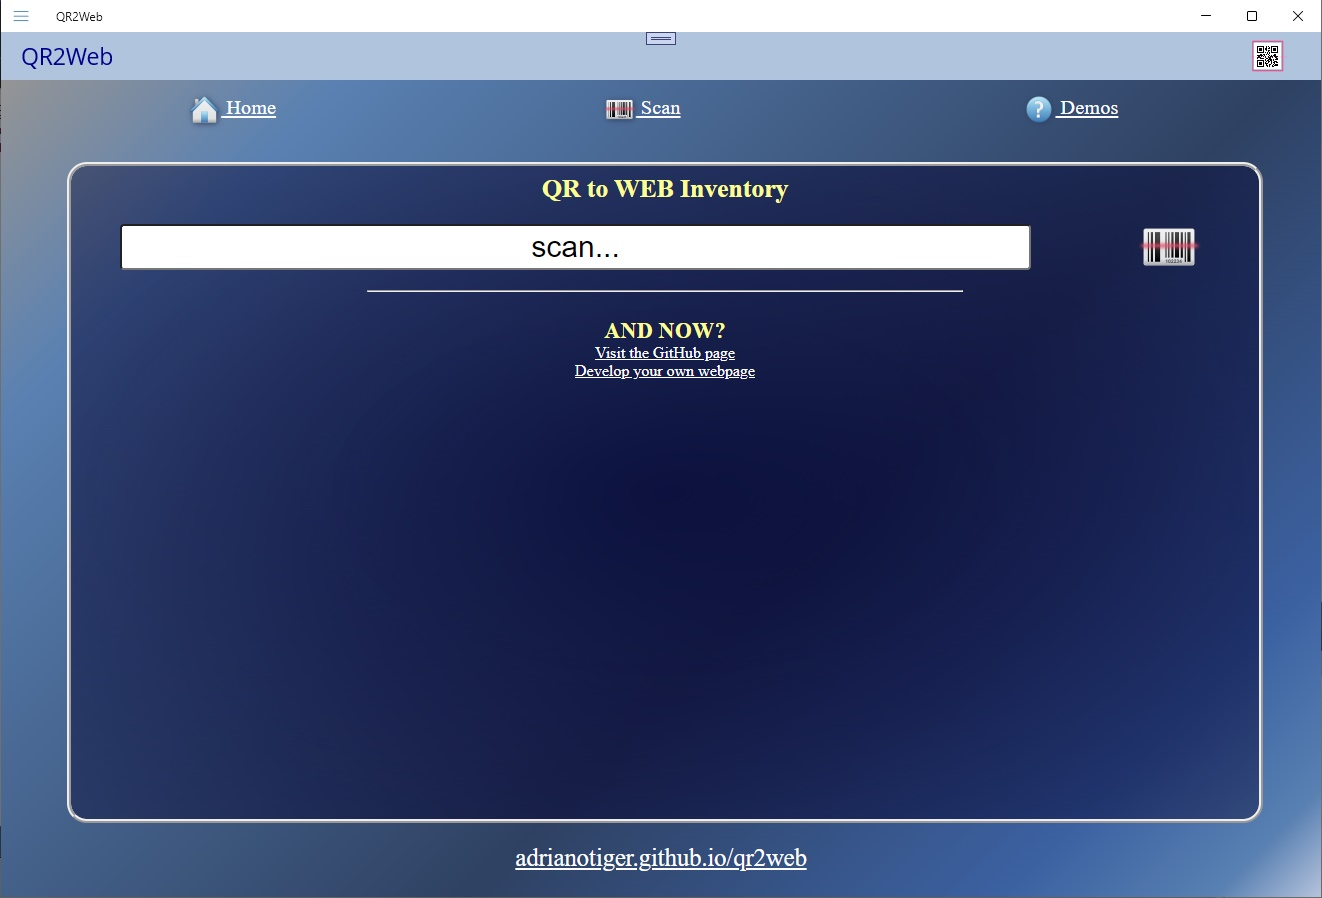 QR2Web
QR2Web
Home
Scan
Demos
QR to WEB Inventory
scan...
AND NOW?
Visit the GitHub page
Develop your own webpage
adrianotiger.github.io/qr2web